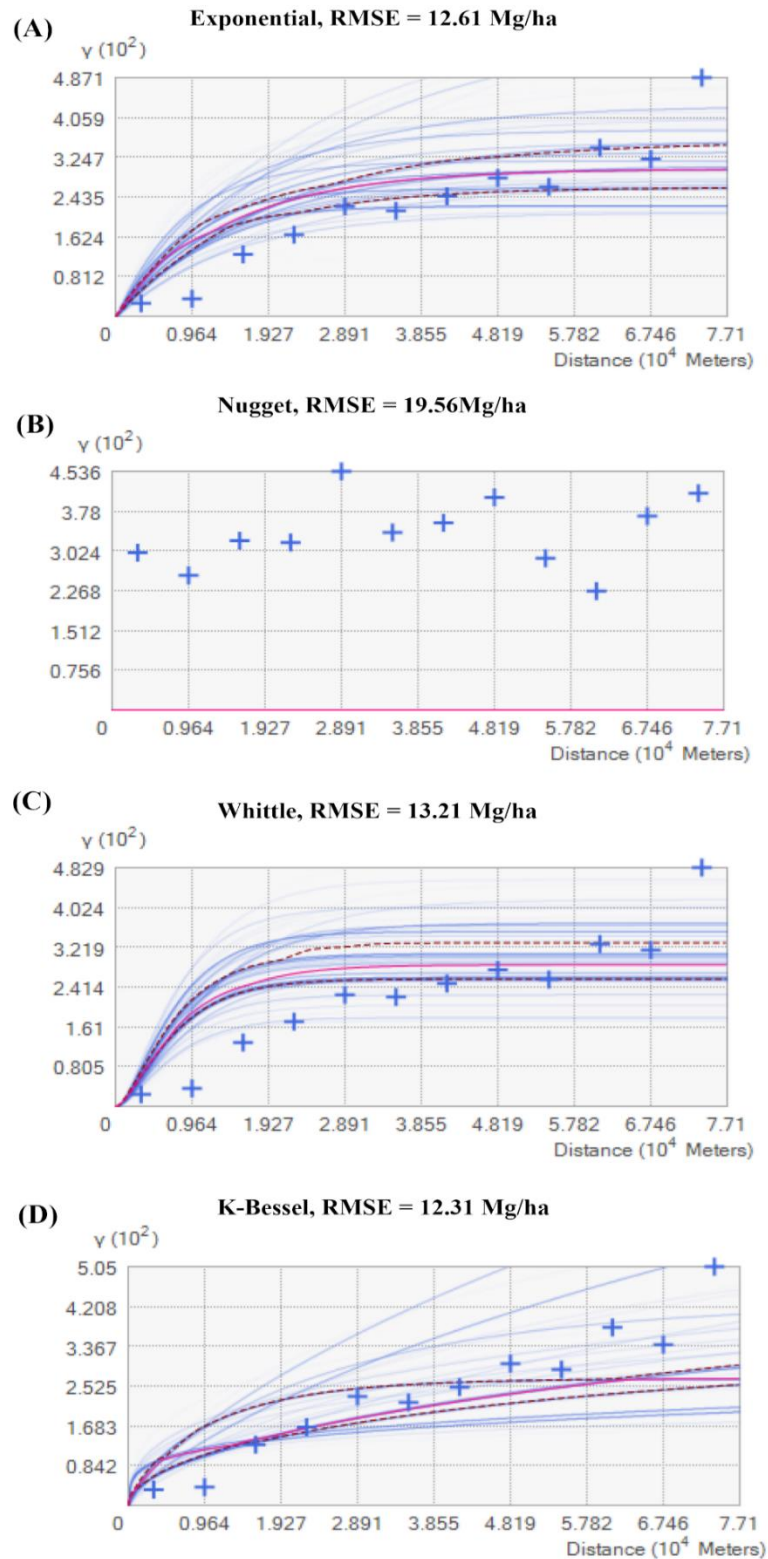 (A)
Exponential, RMSE = 12.61 Mg/ha
γ (10²)
4.871
4.059
3.247
2.435
1.624
0.812
0 0.964 1.927 2.891 3.855 4.819 5.782 6.746 7.71
Distance (10⁴ Meters)
(B)
Nugget, RMSE = 19.56Mg/ha
γ (10²)
4.536
3.78
3.024
2.268
1.512
0.756
0 0.964 1.927 2.891 3.855 4.819 5.782 6.746 7.71
Distance (10⁴ Meters)
(C)
Whittle, RMSE = 13.21 Mg/ha
γ (10²)
4.829
4.024
3.219
2.414
1.61
0.805
0 0.964 1.927 2.891 3.855 4.819 5.782 6.746 7.71
Distance (10⁴ Meters)
(D)
K-Bessel, RMSE = 12.31 Mg/ha
γ (10²)
5.05
4.208
3.367
2.525
1.683
0.842
0 0.964 1.927 2.891 3.855 4.819 5.782 6.746 7.71
Distance (10⁴ Meters)